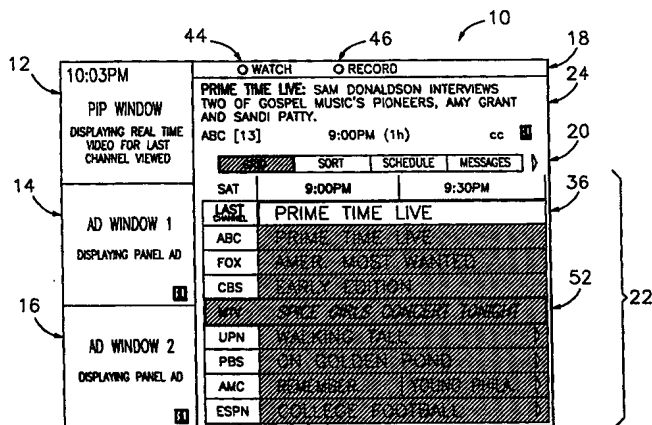 10
44
46
18
12
24
14
20
36
16
52
22
10:03PM
PIP WINDOW
DISPLAYING REAL TIME
VIDEO FOR LAST
CHANNEL VIEWED
AD WINDOW 1
DISPLAYING PANEL AD
AD WINDOW 2
DISPLAYING PANEL AD
WATCH RECORD
PRIME TIME LIVE: SAM DONALDSON INTERVIEWS
TWO OF GOSPEL MUSIC'S PIONEERS, AMY GRANT
AND SANDI PATTY.
ABC [13] 9:00PM (1h) cc
GRID SORT SCHEDULE MESSAGES
SAT 9:00PM 9:30PM
LAST CHANNEL PRIME TIME LIVE
ABC PRIME TIME LIVE
FOX AMER. MOST WANTED
CBS EARLY EDITION
MTV SPICE GIRLS CONCERT TONIGHT
UPN WALKING TALL
PBS ON GOLDEN POND
AMC REMEMBER YOUNG PHILA.
ESPN COLLEGE FOOTBALL